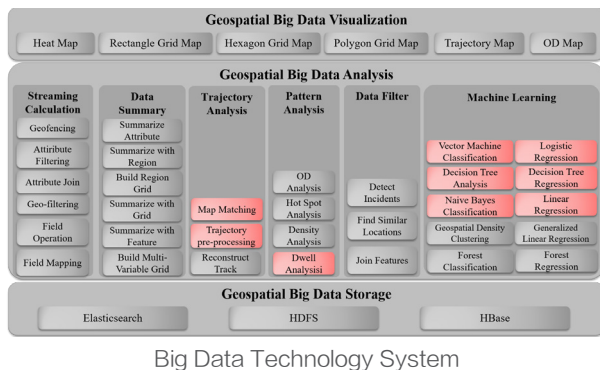 Geospatial Big Data Visualization
Heat Map
Rectangle Grid Map
Hexagon Grid Map
Polygon Grid Map
Trajectory Map
OD Map
Geospatial Big Data Analysis
Streaming
Calculation
Geofencing
Attiribute
Filtering
Attribute Join
Geo-filtering
Field
Operation
Field Mapping
Data
Summary
Summarize
Attribute
Summarize with
Region
Build Region
Grid
Summarize with
Grid
Summarize with
Feature
Build Multi-
Variable Grid
Trajectory
Analysis
Map Matching
Trajectory
pre-processing
Reconstruct
Track
Pattern
Analysis
OD
Analysis
Hot Spot
Analysis
Density
Analysis
Dwell
Analysisi
Data Filter
Detect
Incidents
Find Similar
Locations
Join Features
Machine Learning
Vector Machine
Classification
Logistic
Regression
Decision Tree
Analysis
Decision Tree
Regression
Naive Bayes
Classification
Linear
Regression
Geospatial Density
Clustering
Generalized
Linear Regression
Forest
Classification
Forest
Regression
Geospatial Big Data Storage
Elasticsearch
HDFS
HBase
Big Data Technology System